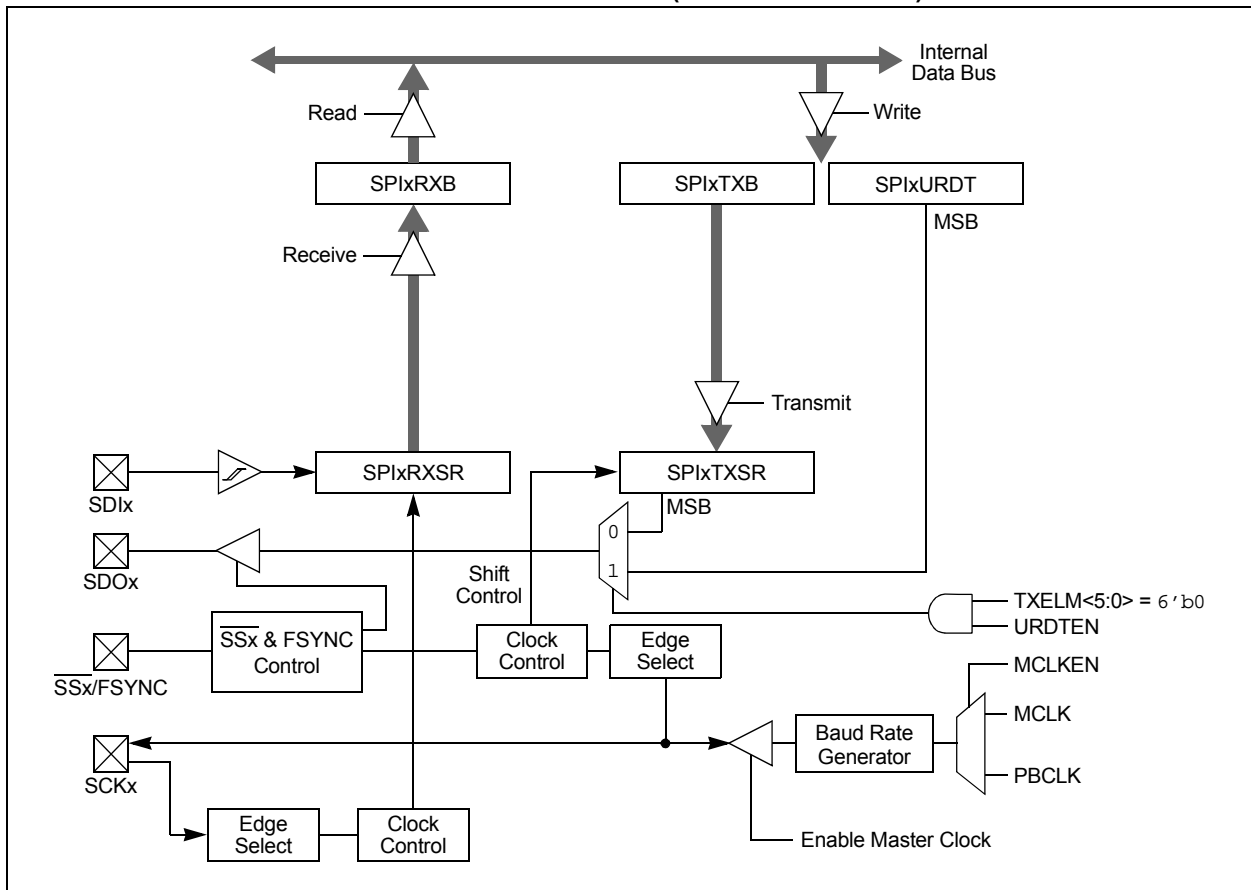 Internal
Data Bus
Read
Write
SPIxRXB
SPIxTXB
SPIxURDT
MSB
Receive
Transmit
SPIxRXSR
SPIxTXSR
SDIx
MSB
0
1
SDOx
Shift
Control
TXELM<5:0> = 6'b0
URDTEN
SSx & FSYNC
Control
Clock
Control
Edge
Select
SSx/FSYNC
MCLKEN
MCLK
Baud Rate
Generator
PBCLK
SCKx
Edge
Select
Clock
Control
Enable Master Clock